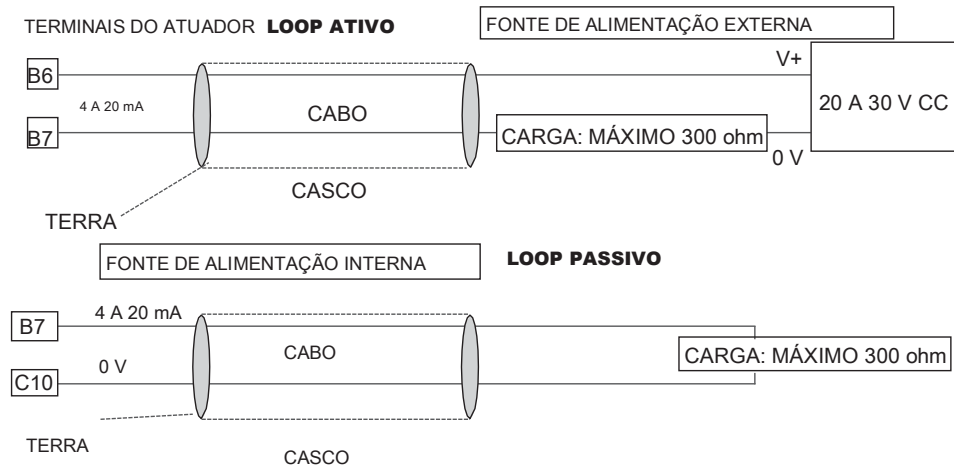 TERMINAIS DO ATUADOR LOOP ATIVO
FONTE DE ALIMENTAÇÃO EXTERNA
V+
B6
4 A 20 mA
CABO
20 A 30 V CC
B7
CARGA: MÁXIMO 300 ohm
0 V
CASCO
TERRA
FONTE DE ALIMENTAÇÃO INTERNA
LOOP PASSIVO
4 A 20 mA
B7
CABO
CARGA: MÁXIMO 300 ohm
0 V
C10
TERRA
CASCO